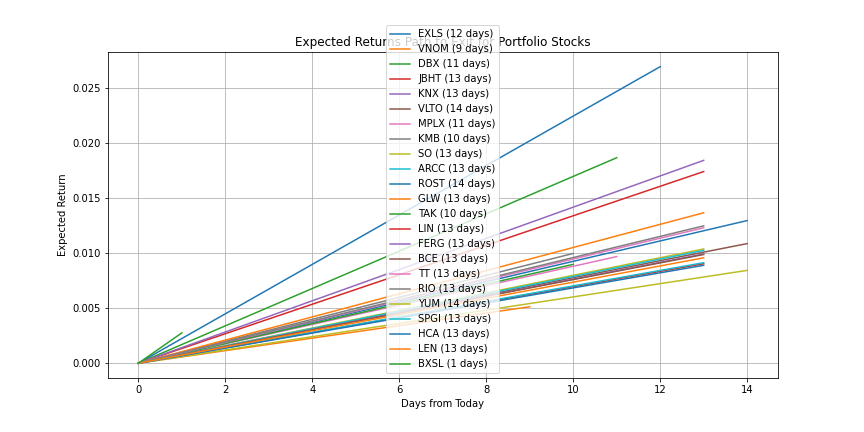 Expected Returns Path to Exit for Portfolio Stocks
EXLS (12 days)
VNOM (9 days)
DBX (11 days)
JBHT (13 days)
KNX (13 days)
VLTO (14 days)
MPLX (11 days)
KMB (10 days)
SO (13 days)
ARCC (13 days)
ROST (14 days)
GLW (13 days)
TAK (10 days)
LIN (13 days)
FERG (13 days)
BCE (13 days)
TT (13 days)
RIO (13 days)
YUM (14 days)
SPGI (13 days)
HCA (13 days)
LEN (13 days)
BXSL (1 days)
Expected Return
0.025
0.020
0.015
0.010
0.005
0.000
0 2 4 6 8 10 12 14
Days from Today